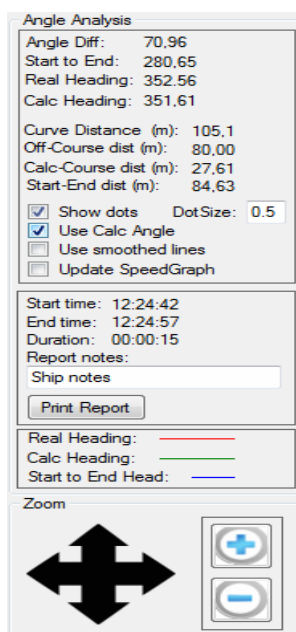 Angle Analysis
Angle Diff: 70,96
Start to End: 280,65
Real Heading: 352.56
Calc Heading: 351,61
Curve Distance (m): 105,1
Off-Course dist (m): 80,00
Calc-Course dist (m): 27,61
Start-End dist (m): 84,63
Show dots DotSize: 0.5
Use Calc Angle
Use smoothed lines
Update SpeedGraph
Start time: 12:24:42
End time: 12:24:57
Duration: 00:00:15
Report notes:
Ship notes
Print Report
Real Heading:
Calc Heading:
Start to End Head:
Zoom